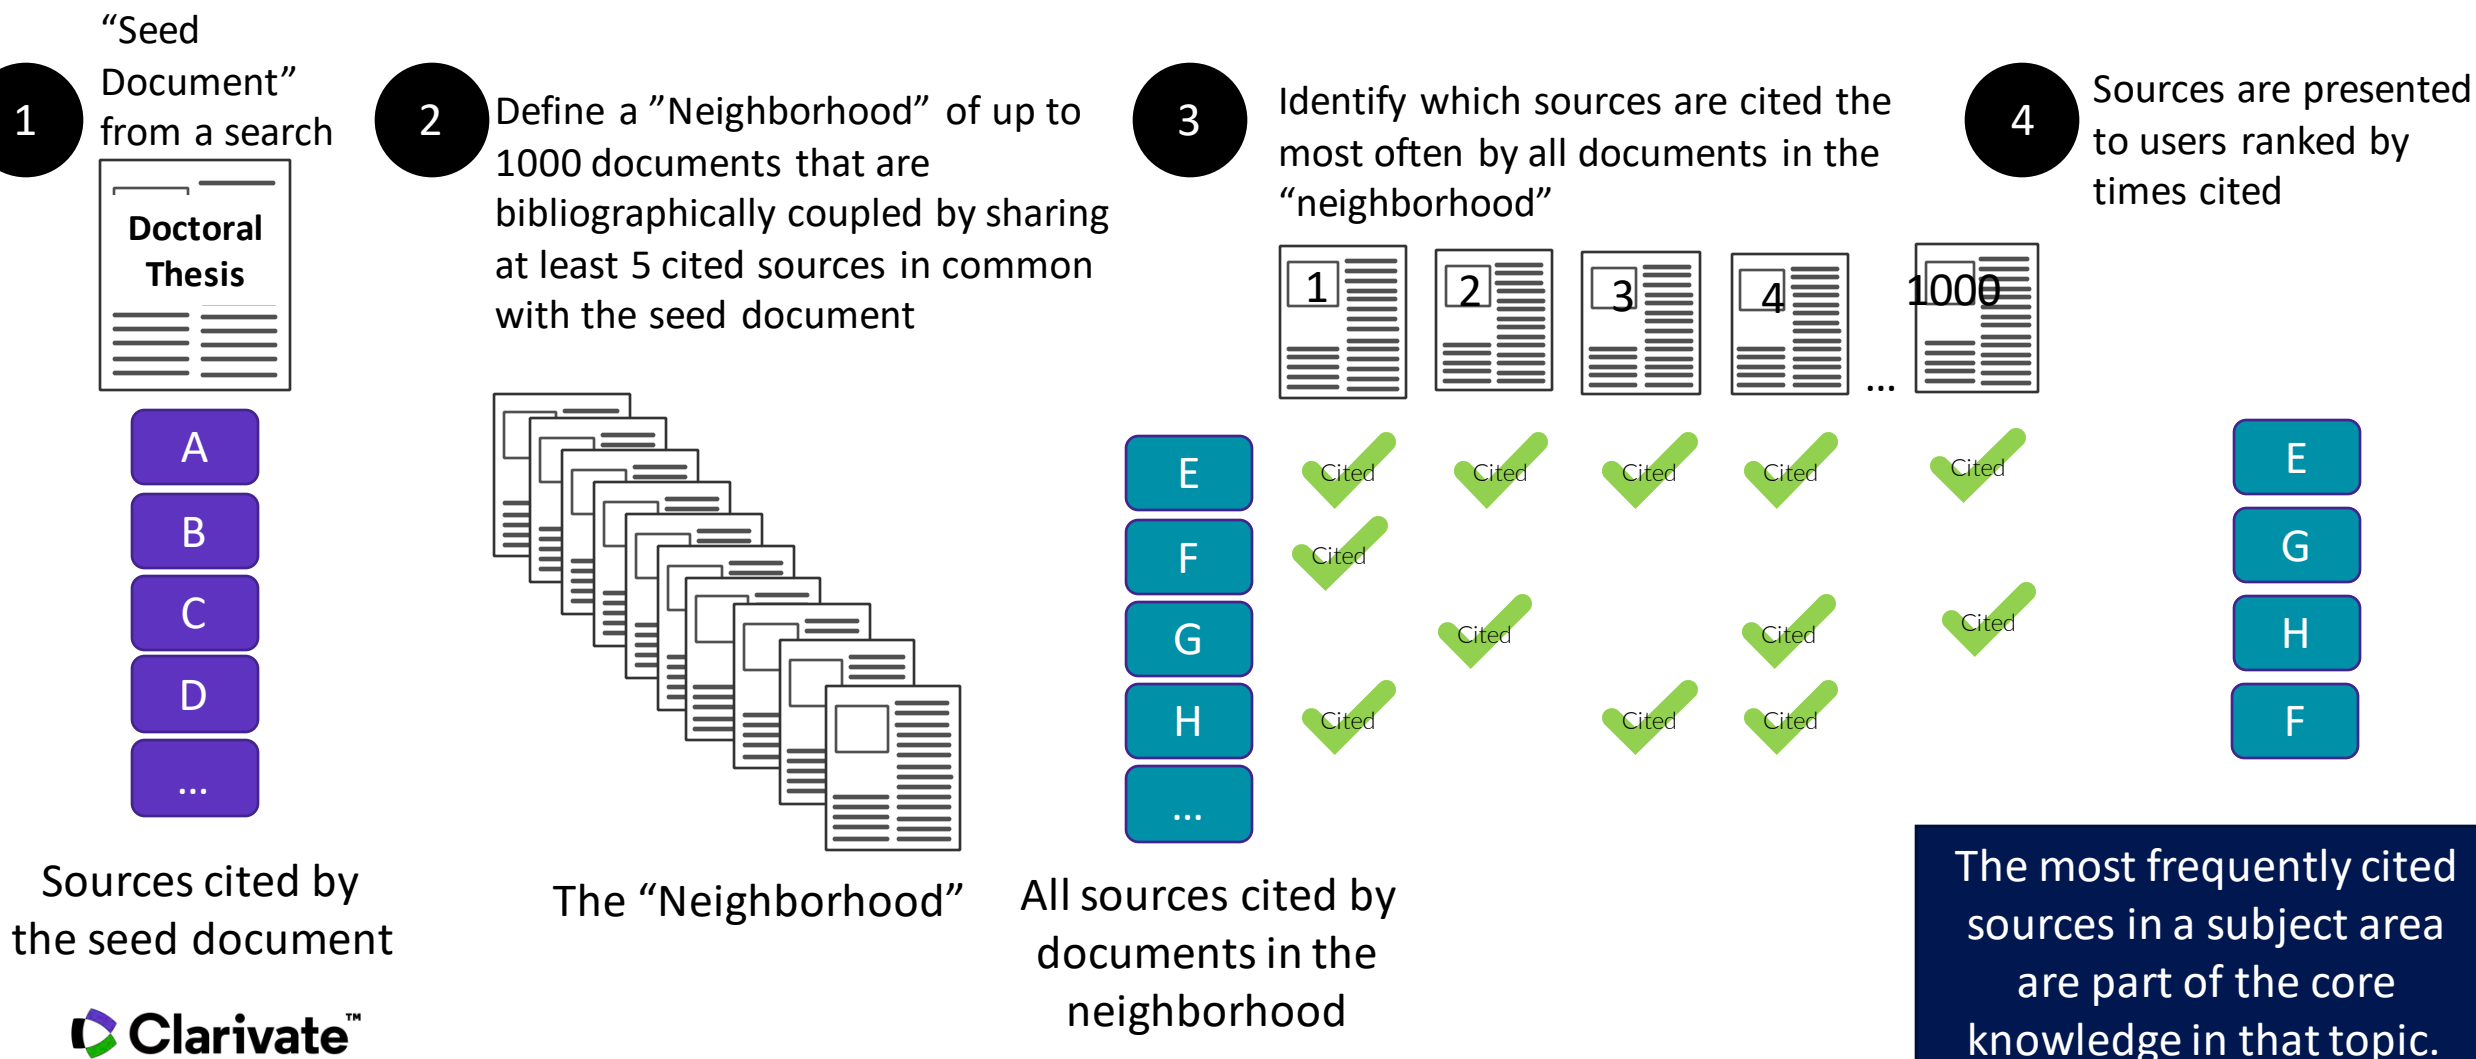 1
“Seed
Document”
from a search
Doctoral
Thesis
A
B
C
D
...
Sources cited by
the seed document
Clarivate™
2
Define a ”Neighborhood” of up to
1000 documents that are
bibliographically coupled by sharing
at least 5 cited sources in common
with the seed document
The “Neighborhood”
3
Identify which sources are cited the
most often by all documents in the
“neighborhood”
1 2 3 4 ... 1000
E Cited Cited Cited Cited Cited
F Cited
G Cited Cited Cited
H Cited Cited Cited
...
All sources cited by
documents in the
neighborhood
4
Sources are presented
to users ranked by
times cited
E
G
H
F
The most frequently cited
sources in a subject area
are part of the core
knowledge in that topic.